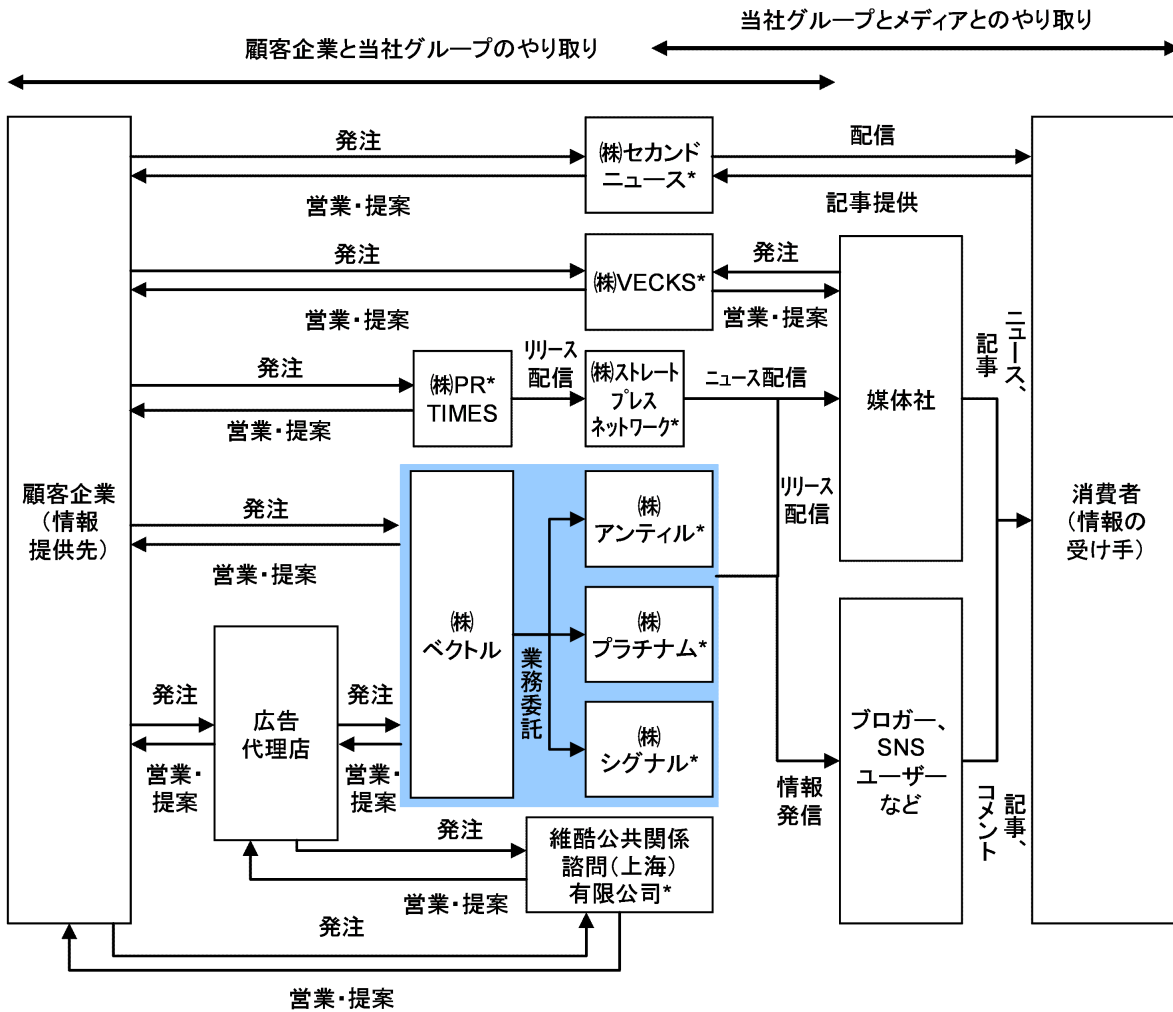 当社グループとメディアとのやり取り
顧客企業と当社グループのやり取り
顧客企業
(情報
提供先)
発注
営業・提案
㈱セカンド
ニュース*
配信
記事提供
発注
営業・提案
㈱VECKS*
発注
営業・提案
発注
営業・提案
㈱PR*
TIMES
リリース
配信
㈱ストレート
プレス
ネットワーク*
ニュース配信
リリース
配信
媒体社
ニュース、
記事
発注
営業・提案
㈱
ベクトル
業務委託
㈱
アンティル*
㈱
プラチナム*
㈱
シグナル*
発注
営業・
提案
広告
代理店
発注
営業・
提案
情報
発信
ブロガー、
SNS
ユーザー
など
記事、
コメント
消費者
(情報の
受け手)
発注
営業・提案
維酷公共関係
諮問(上海)
有限公司*
発注
営業・提案